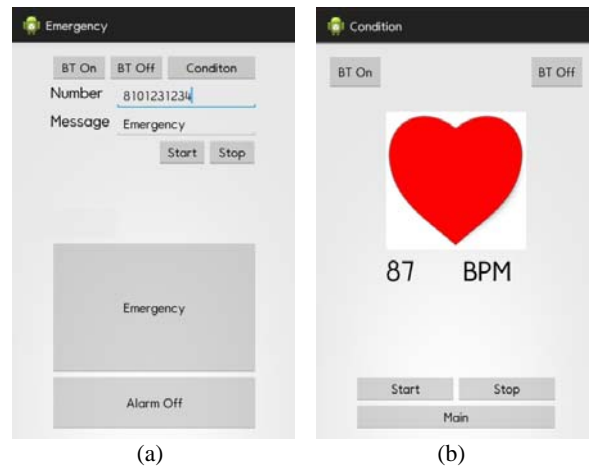 Emergency
BT On BT Off Conditon
Number 8101231234
Message Emergency
Start Stop
Emergency
Alarm Off
(a)
Condition
BT On BT Off
87 BPM
Start Stop
Main
(b)